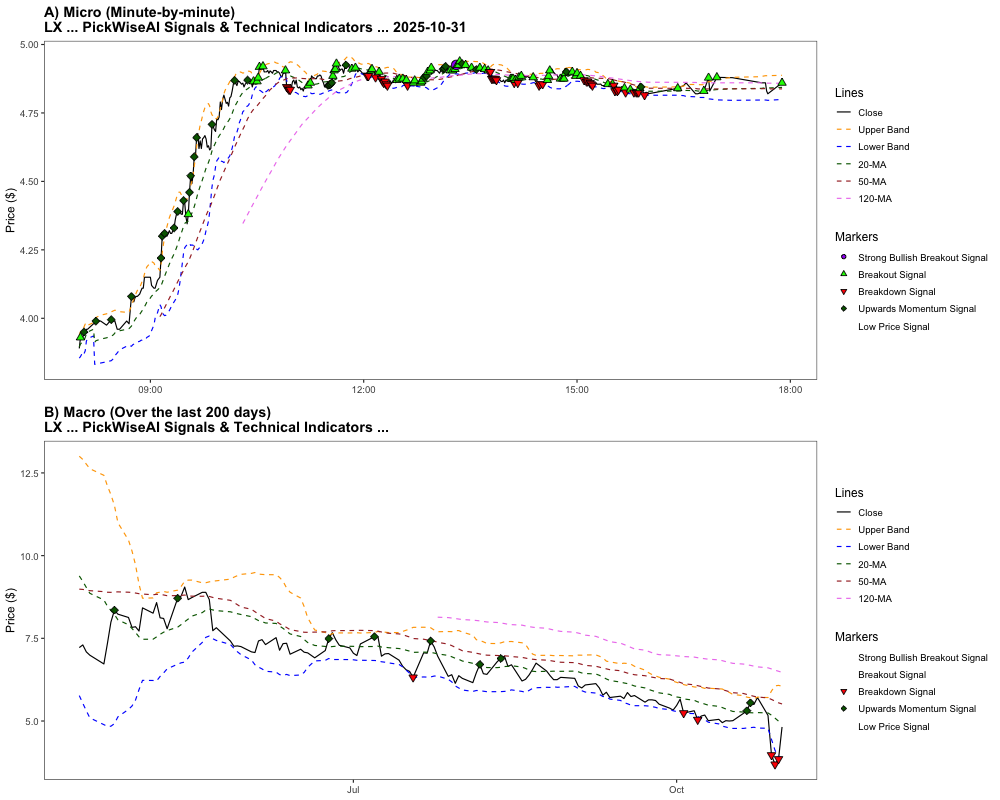 A) Micro (Minute-by-minute)
LX ... PickWiseAI Signals & Technical Indicators ... 2025-10-31
5.00
4.75
4.50
4.25
4.00
Price ($)
09:00
12:00
15:00
18:00
Lines
Close
Upper Band
Lower Band
20-MA
50-MA
120-MA
Markers
Strong Bullish Breakout Signal
Breakout Signal
Breakdown Signal
Upwards Momentum Signal
Low Price Signal
B) Macro (Over the last 200 days)
LX ... PickWiseAI Signals & Technical Indicators ...
12.5
10.0
7.5
5.0
Price ($)
Jul
Oct
Lines
Close
Upper Band
Lower Band
20-MA
50-MA
120-MA
Markers
Strong Bullish Breakout Signal
Breakout Signal
Breakdown Signal
Upwards Momentum Signal
Low Price Signal